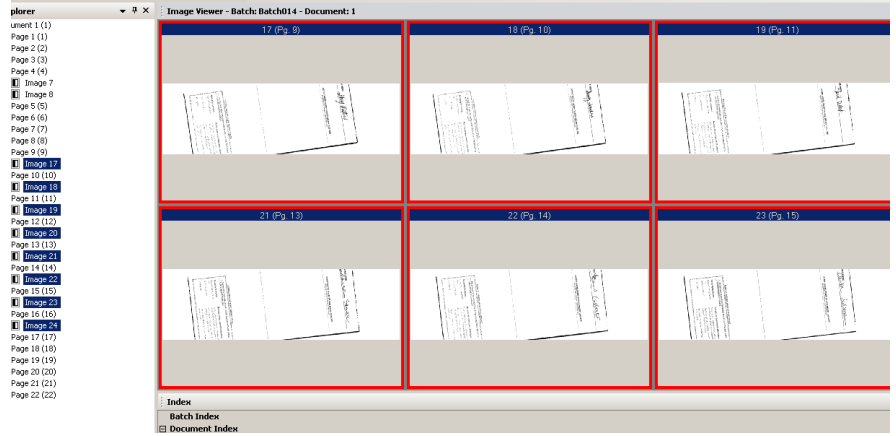 plorer
ument 1 (1)
Page 1 (1)
Page 2 (2)
Page 3 (3)
Page 4 (4)
Image 7
Image 8
Page 5 (5)
Page 6 (6)
Page 7 (7)
Page 8 (8)
Page 9 (9)
Image 17
Page 10 (10)
Image 18
Page 11 (11)
Image 19
Page 12 (12)
Image 20
Page 13 (13)
Image 21
Page 14 (14)
Image 22
Page 15 (15)
Image 23
Page 16 (16)
Image 24
Page 17 (17)
Page 18 (18)
Page 19 (19)
Page 20 (20)
Page 21 (21)
Page 22 (22)
Image Viewer - Batch: Batch014 - Document: 1
17 (Pg. 9)
18 (Pg. 10)
19 (Pg. 11)
21 (Pg. 13)
22 (Pg. 14)
23 (Pg. 15)
Index
Batch Index
Document Index